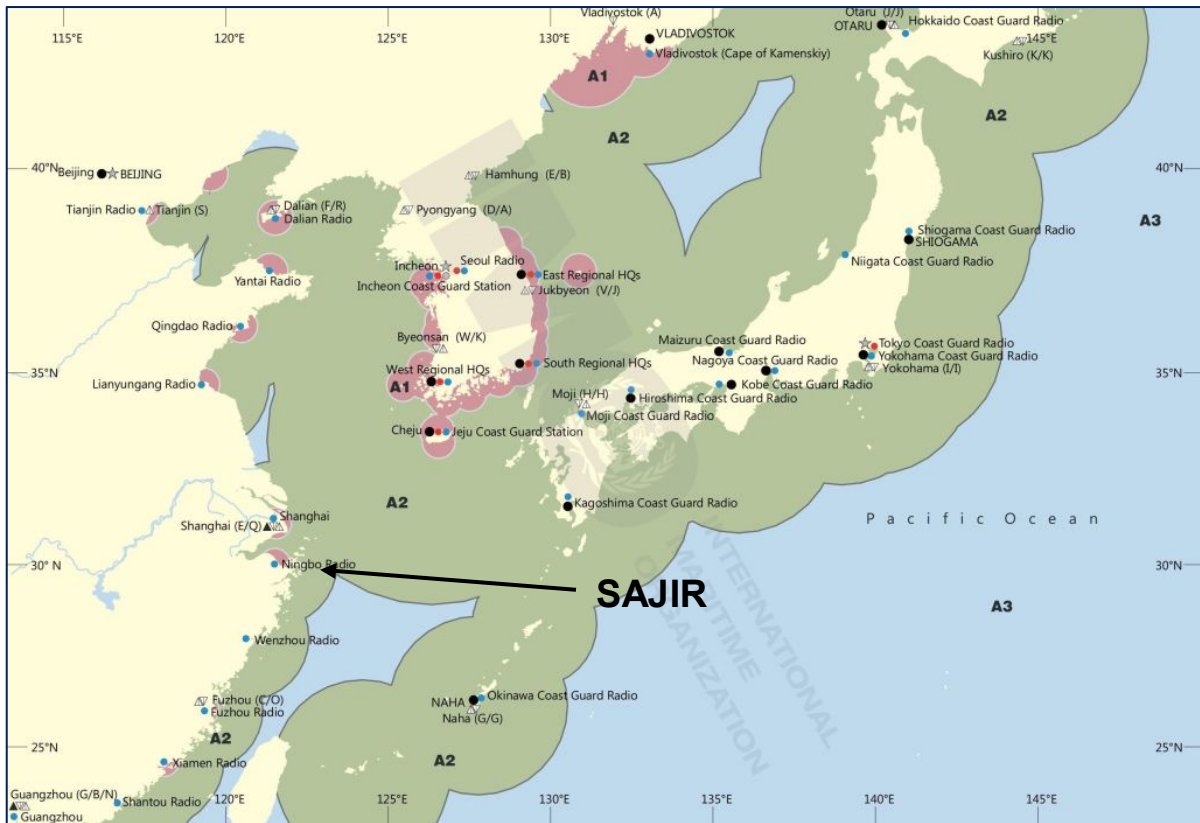 115°E
120°E
125°E
130°E
Vladivostok (A)
VLADIVOSTOK
Vladivostok (Cape of Kamenskiy)
Otaru (J/J)
OTARU
Hokkaido Coast Guard Radio
145°E
Kushiro (K/K)
A1
A2
A2
40°N
Beijing
BEIJING
Hamhung (E/B)
40°N
Tianjin Radio
Tianjin (S)
Dalian (F/R)
Dalian Radio
Pyongyang (D/A)
Shiogama Coast Guard Radio
SHIOGAMA
A3
Niigata Coast Guard Radio
Yantai Radio
Incheon
Seoul Radio
Incheon Coast Guard Station
East Regional HQs
Jukbyeon (V/J)
Qingdao Radio
Byeonsan (W/K)
Maizuru Coast Guard Radio
Tokyo Coast Guard Radio
Yokohama Coast Guard Radio
Yokohama (I/I)
Nagoya Coast Guard Radio
South Regional HQs
West Regional HQs
35°N
Lianyungang Radio
A1
Moji (H/H)
Kobe Coast Guard Radio
Hiroshima Coast Guard Radio
Moji Coast Guard Radio
35°N
Cheju
Jeju Coast Guard Station
A2
Kagoshima Coast Guard Radio
Shanghai
Shanghai (E/Q)
Pacific Ocean
30°N
Ningbo Radio
SAJIR
INTERNATIONAL
MARITIME
ORGANIZATION
A3
30°N
Wenzhou Radio
Fuzhou (C/O)
Fuzhou Radio
NAHA
Okinawa Coast Guard Radio
Naha (G/G)
A2
A2
25°N
Xiamen Radio
25°N
Guangzhou (G/B/N)
Guangzhou
Shantou Radio
120°E
125°E
130°E
135°E
140°E
145°E